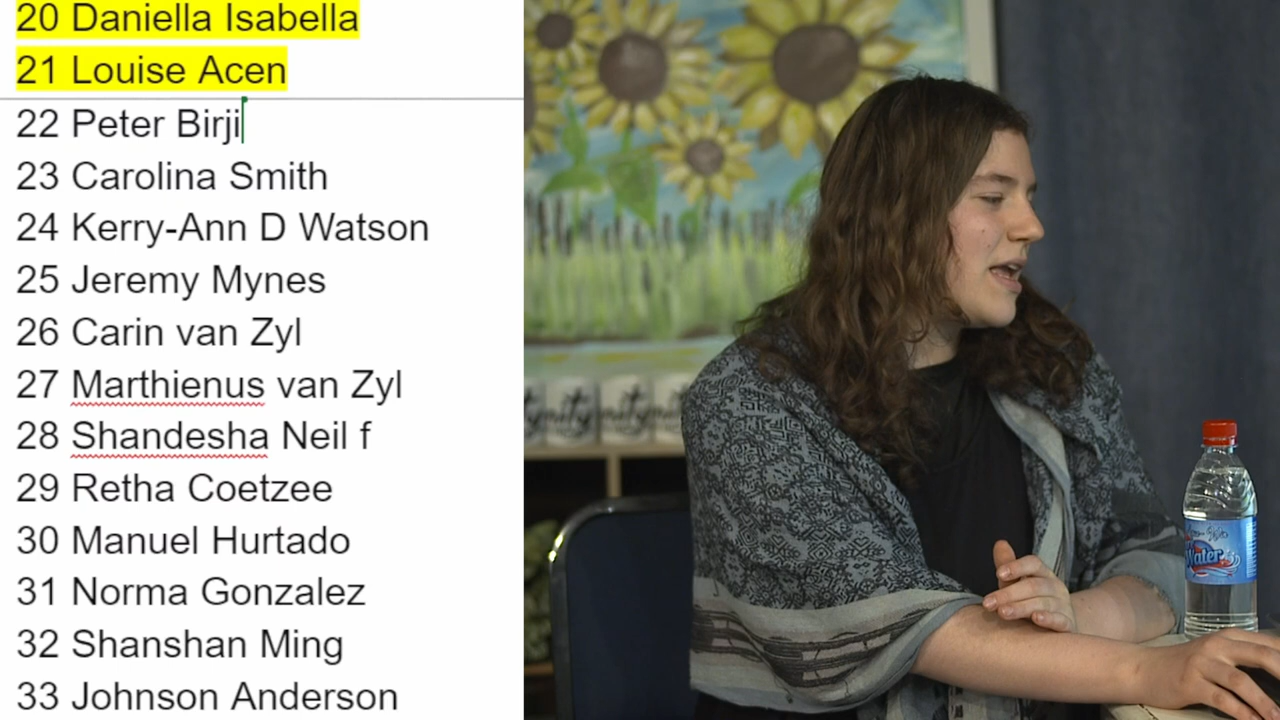 20 Daniella Isabella
21 Louise Acen
22 Peter Birji
23 Carolina Smith
24 Kerry-Ann D Watson
25 Jeremy Mynes
26 Carin van Zyl
27 Marthienus van Zyl
28 Shandesha Neil f
29 Retha Coetzee
30 Manuel Hurtado
31 Norma Gonzalez
32 Shanshan Ming
33 Johnson Anderson
Water